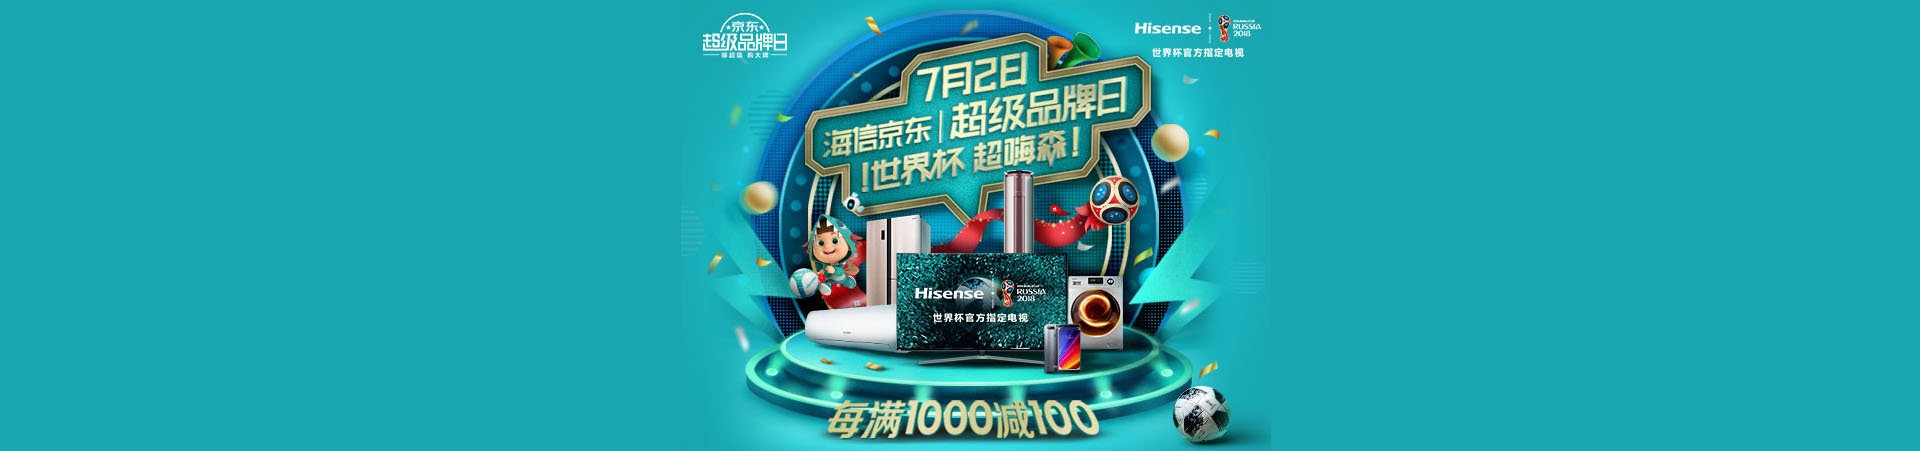 京东
超级品牌日
Hisense
RUSSIA
2018
世界杯官方指定电视
7月2日
海信京东|超级品牌日
!世界杯 超嗨森!
Hisense
RUSSIA
2018
世界杯官方指定电视
每满1000减100